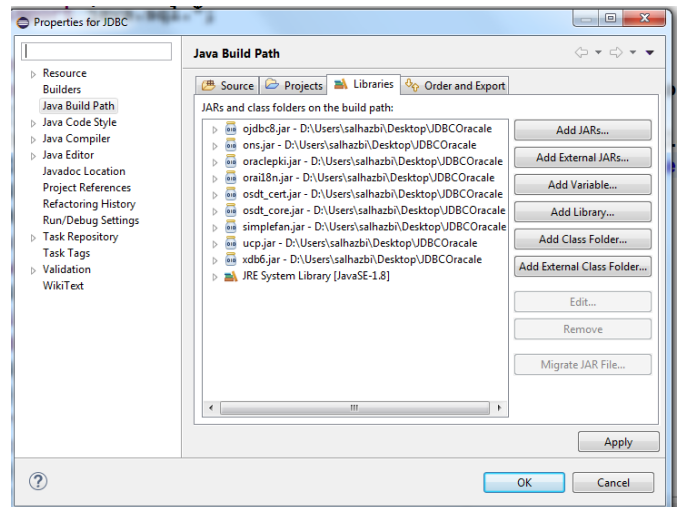 Properties for JDBC
Java Build Path
Resource
Builders
Java Build Path
Java Code Style
Java Compiler
Java Editor
Javadoc Location
Project References
Refactoring History
Run/Debug Settings
Task Repository
Task Tags
Validation
WikiText
Source
Projects
Libraries
Order and Export
JARs and class folders on the build path:
ojdbc8.jar - D:\Users\salhazbi\Desktop\JDBCOracale
ons.jar - D:\Users\salhazbi\Desktop\JDBCOracale
oraclepki.jar - D:\Users\salhazbi\Desktop\JDBCOracale
orai18n.jar - D:\Users\salhazbi\Desktop\JDBCOracale
osdt_cert.jar - D:\Users\salhazbi\Desktop\JDBCOracale
osdt_core.jar - D:\Users\salhazbi\Desktop\JDBCOracale
simplefan.jar - D:\Users\salhazbi\Desktop\JDBCOracale
ucp.jar - D:\Users\salhazbi\Desktop\JDBCOracale
xdb6.jar - D:\Users\salhazbi\Desktop\JDBCOracale
JRE System Library [JavaSE-1.8]
Add JARs...
Add External JARs...
Add Variable...
Add Library...
Add Class Folder...
Add External Class Folder...
Edit...
Remove
Migrate JAR File...
Apply
OK
Cancel